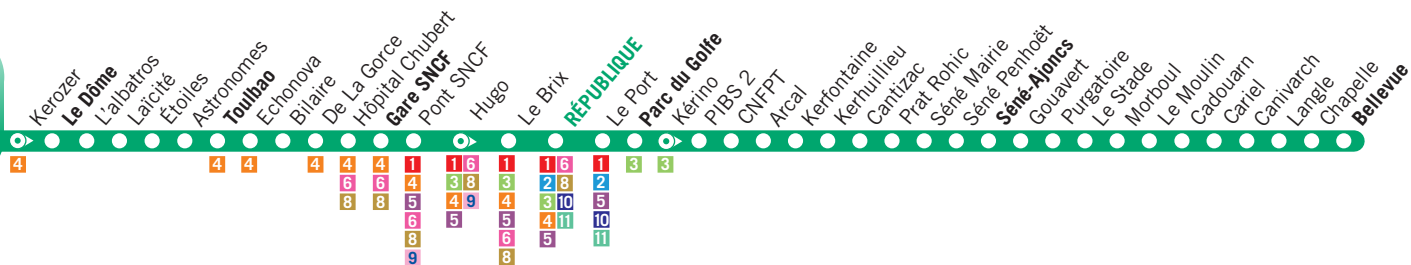 Kerozer
Le Dôme
L'albatros
Laïcité
Étoiles
Astronomes
Toulbao
Echonova
Bilaire
De La Gorce
Hôpital Chubert
Gare SNCF
Pont SNCF
Hugo
Le Brix
RÉPUBLIQUE
Le Port
Parc du Golfe
Kérino
PIBS 2
CNFPT
Arcal
Kerfontaine
Kerhuillieu
Cantizac
Prat Rohic
Séné Mairie
Séné Penhoët
Séné-Ajoncs
Gouavert
Purgatoire
Le Stade
Morboul
Le Moulin
Cadouarn
Cariel
Canivarch
Langle
Chapelle
Bellevue
4 4 4 4 4 4 1 1 6 1 1 6 1 3 3
6 6 4 3 8 3 2 8 2
8 8 5 4 9 4 3 10 5
6 5 5 4 11 10
8 6 5 11
9 8